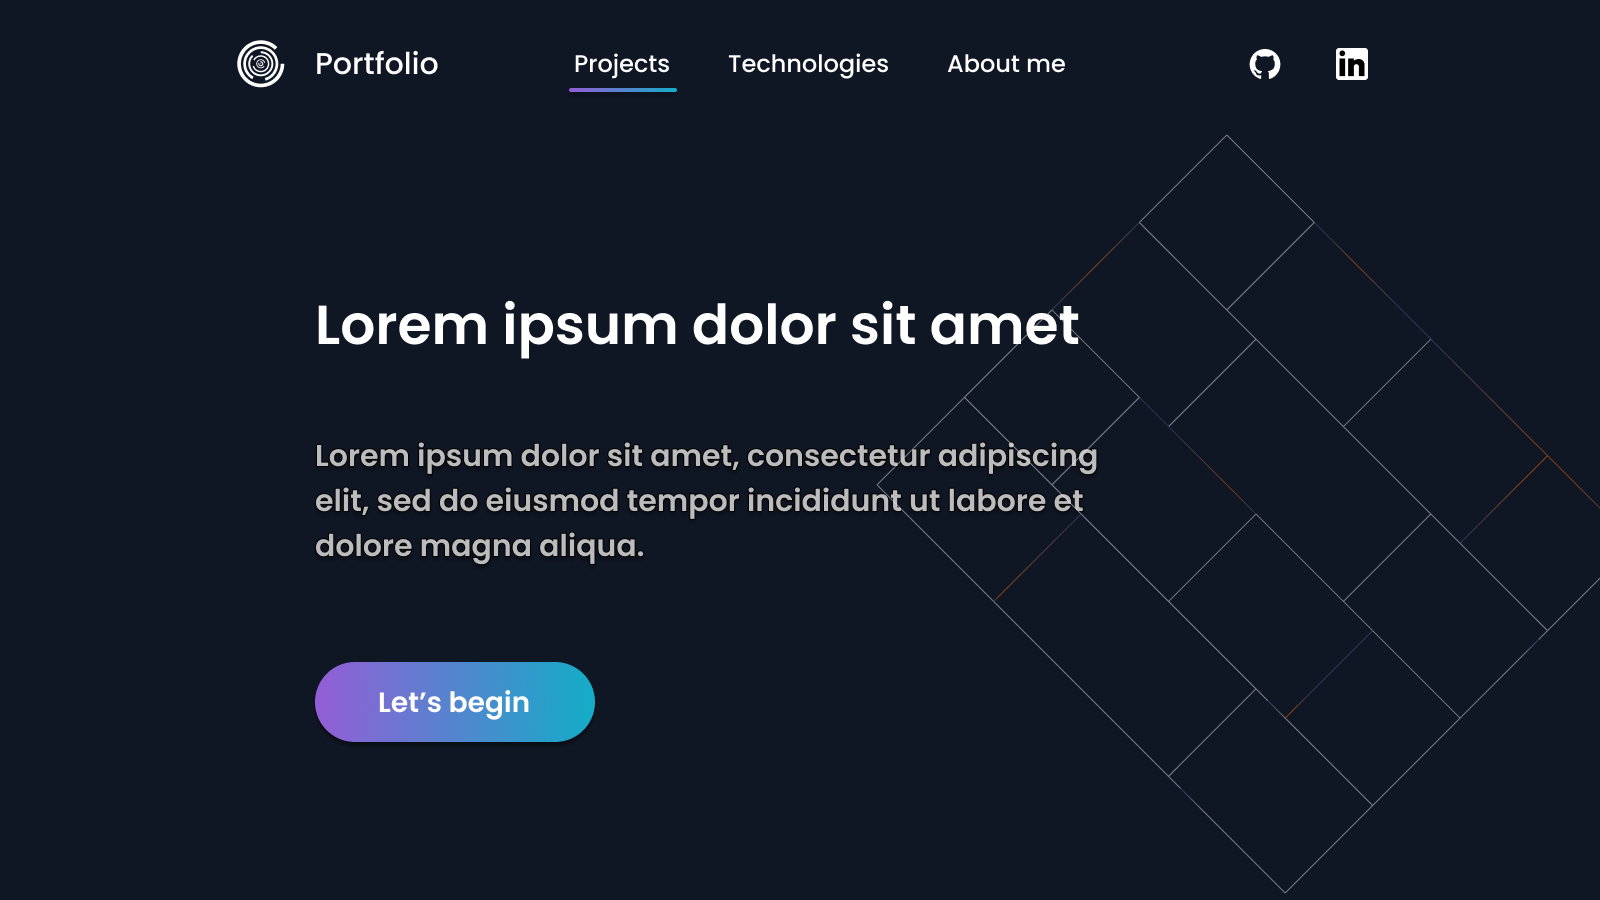 Portfolio
Projects
Technologies
About me
Lorem ipsum dolor sit amet
Lorem ipsum dolor sit amet, consectetur adipiscing
elit, sed do eiusmod tempor incididunt ut labore et
dolore magna aliqua.
Let’s begin